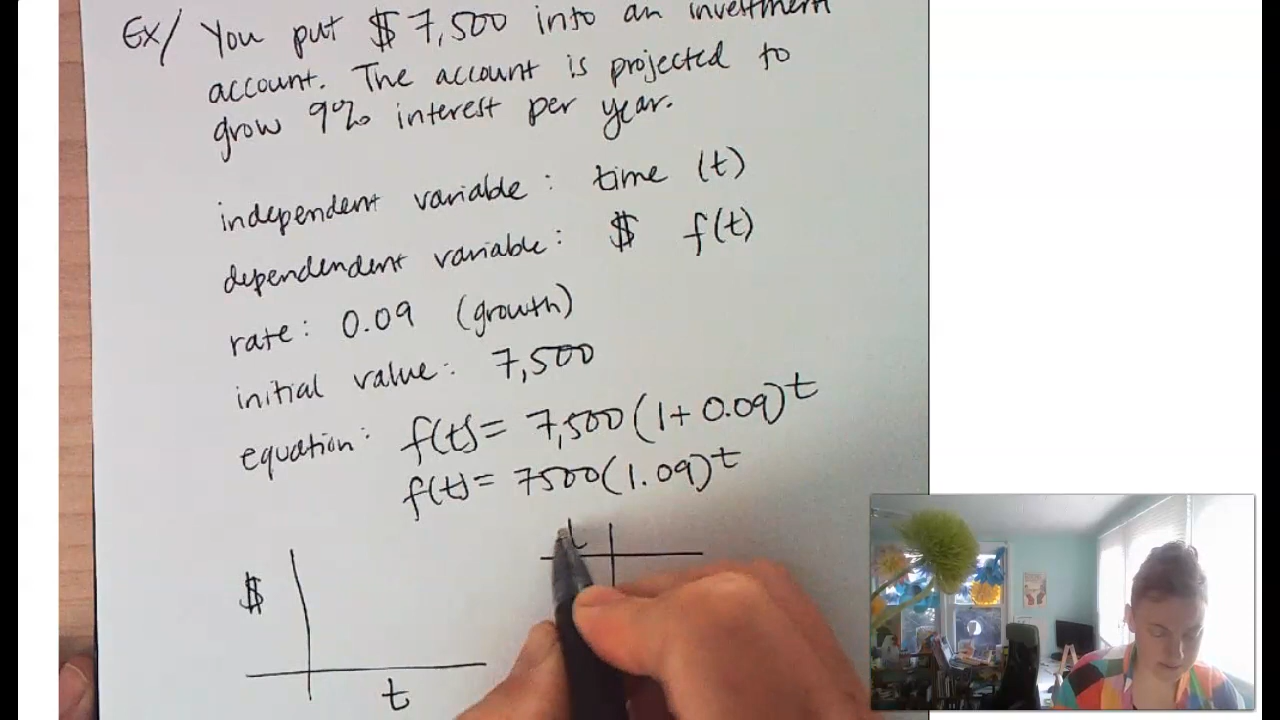 Ex/ You put $7,500 into an investment
account. The account is projected to
grow 9% interest per year.
independent variable: time (t)
dependendent variable: $ f(t)
rate: 0.09 (growth)
initial value: 7,500
equation: f(t) = 7,500(1+0.09)^t
f(t) = 7500(1.09)^t
t
$
t